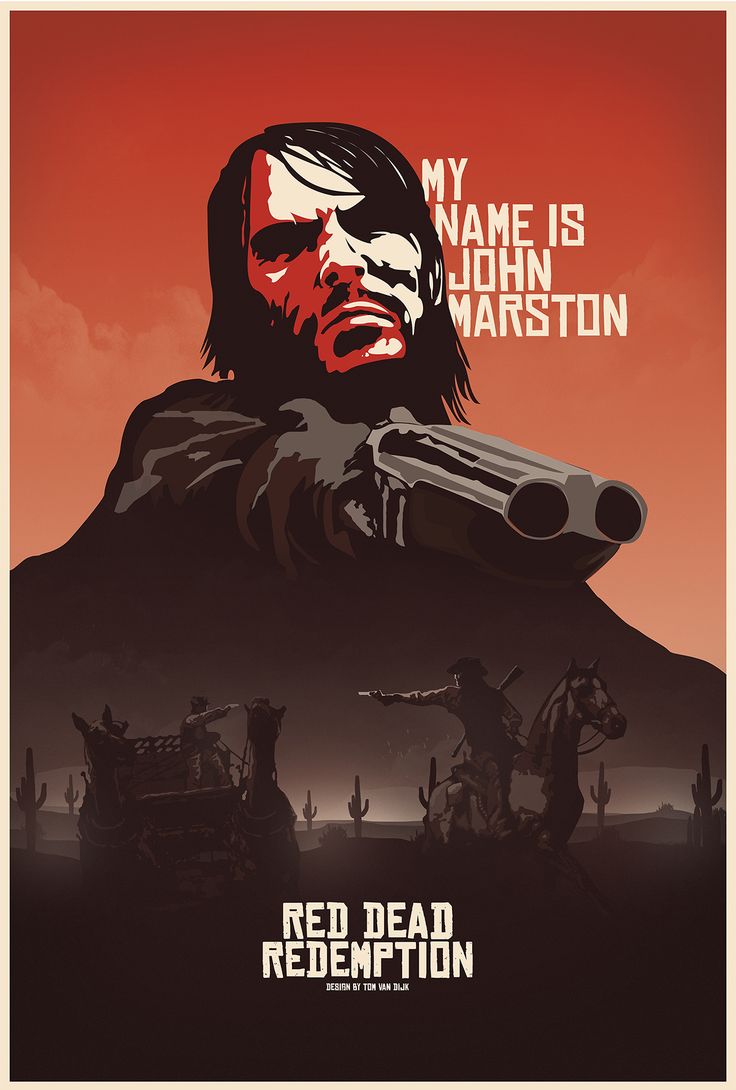 MY
NAME IS
JOHN
MARSTON
RED DEAD
REDEMPTION
DESIGN BY TOM VAN DIJK